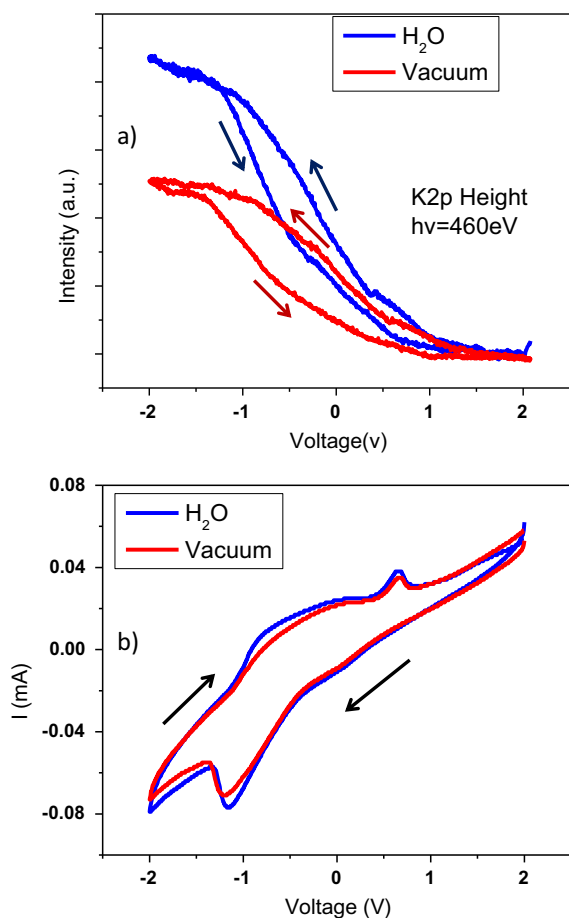 H₂O
Vacuum
a)
K2p Height
hν=460eV
Intensity (a.u.)
-2 -1 0 1 2
Voltage(v)
0.08
H₂O
Vacuum
0.04
b)
0.00
I (mA)
-0.04
-0.08
-2 -1 0 1 2
Voltage (V)